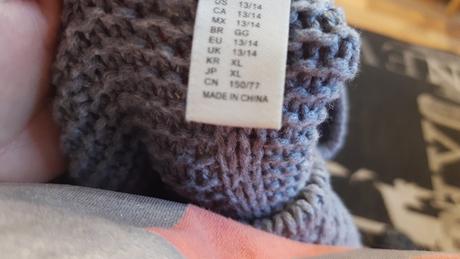 US 13/14
CA 13/14
MX 13/14
BR GG
EU 13/14
UK 13/14
KR XL
JP XL
CN 150/77
MADE IN CHINA